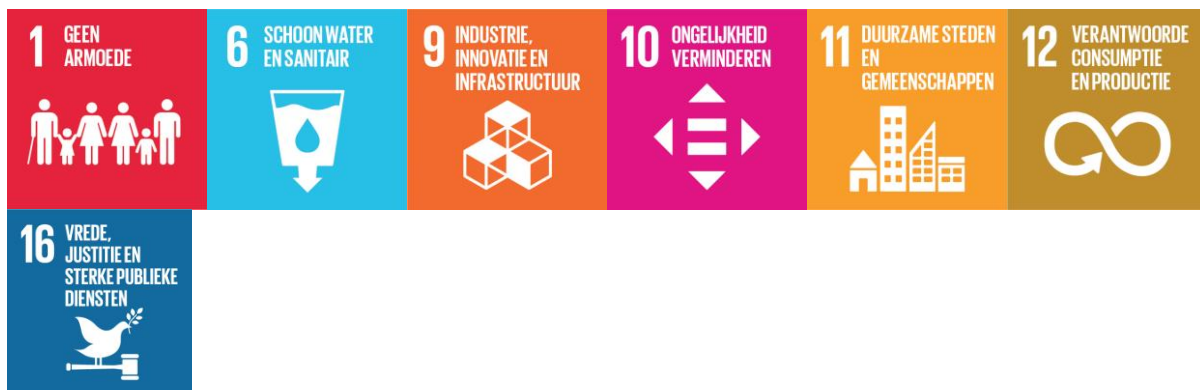 1 GEEN
ARMOEDE
6 SCHOON WATER
EN SANITAIR
9 INDUSTRIE,
INNOVATIE EN
INFRASTRUCTUUR
10 ONGELIJKHEID
VERMINDEREN
11 DUURZAME STEDEN
EN
GEMEENSCHAPPEN
12 VERANTWOORDE
CONSUMPTIE
EN PRODUCTIE
16 VREDE,
JUSTITIE EN
STERKE PUBLIEKE
DIENSTEN